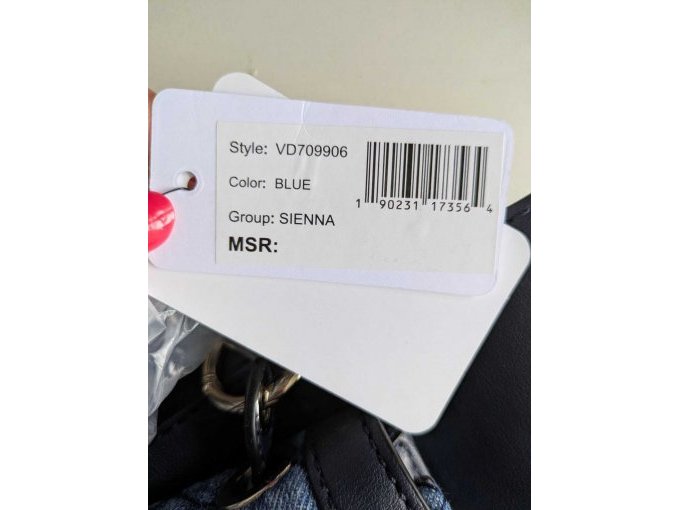 Style: VD709906
Color: BLUE
Group: SIENNA
MSR:
1 90231 17356 4